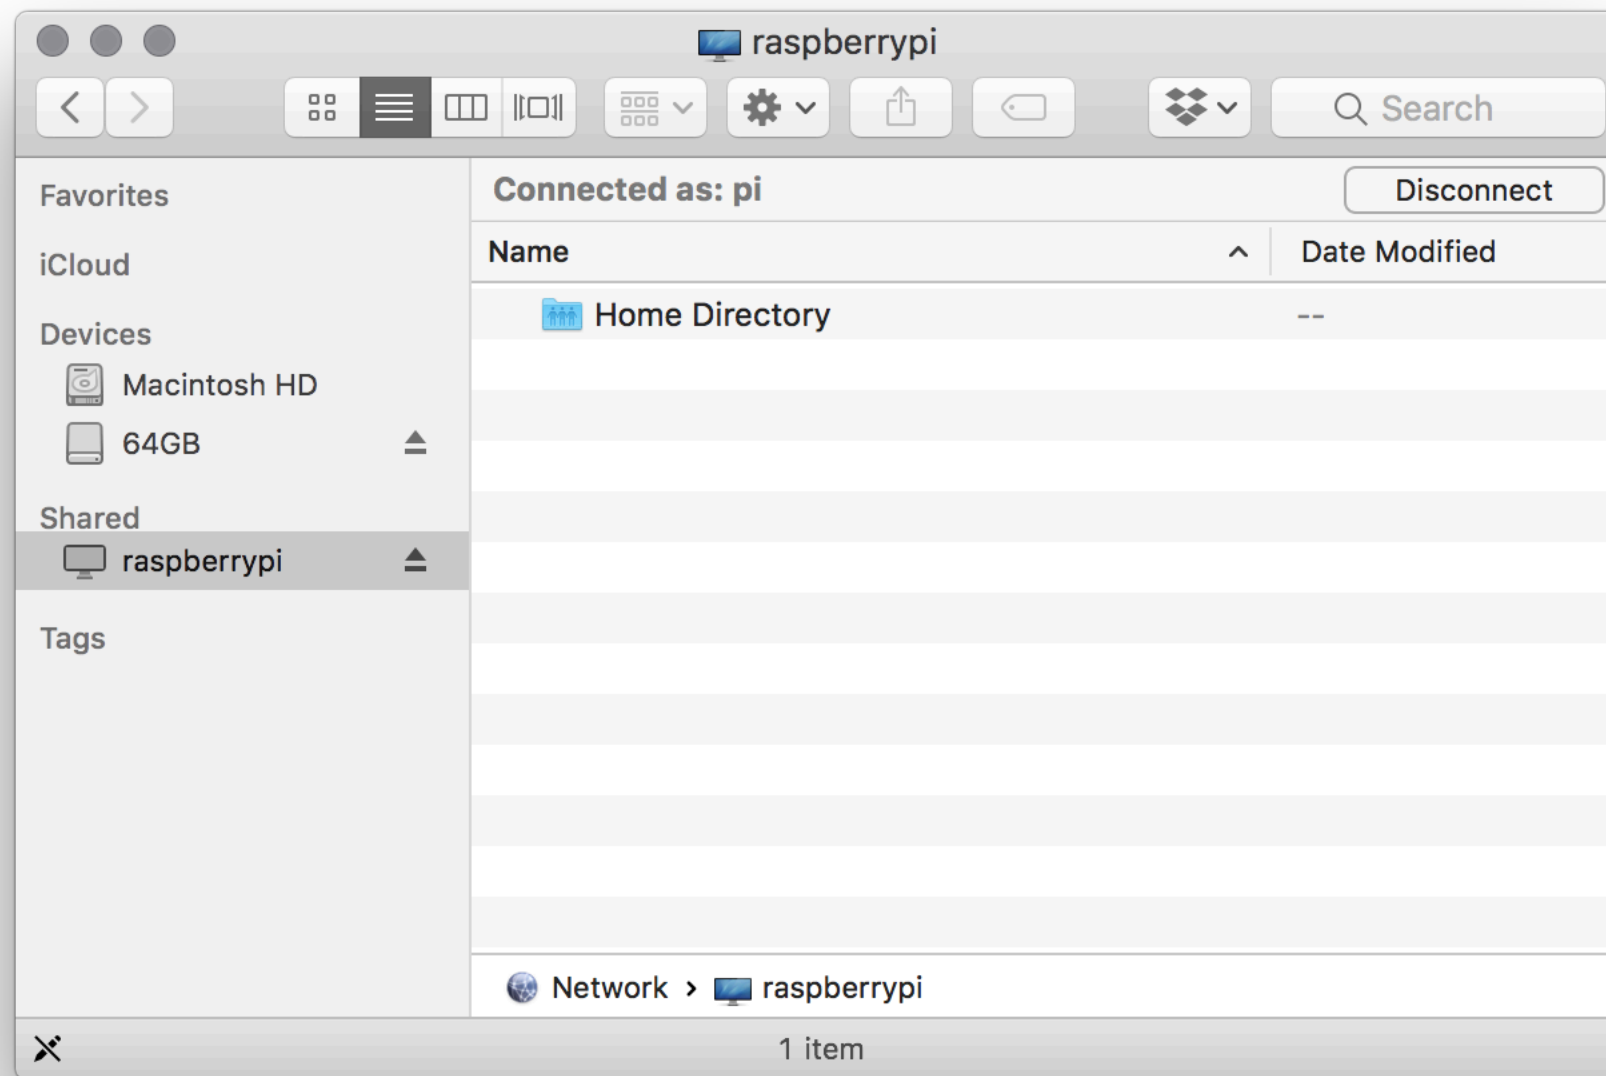 raspberrypi
Search
Favorites
iCloud
Devices
Macintosh HD
64GB
Shared
raspberrypi
Tags
Connected as: pi
Disconnect
Name
Date Modified
Home Directory
--
Network › raspberrypi
1 item